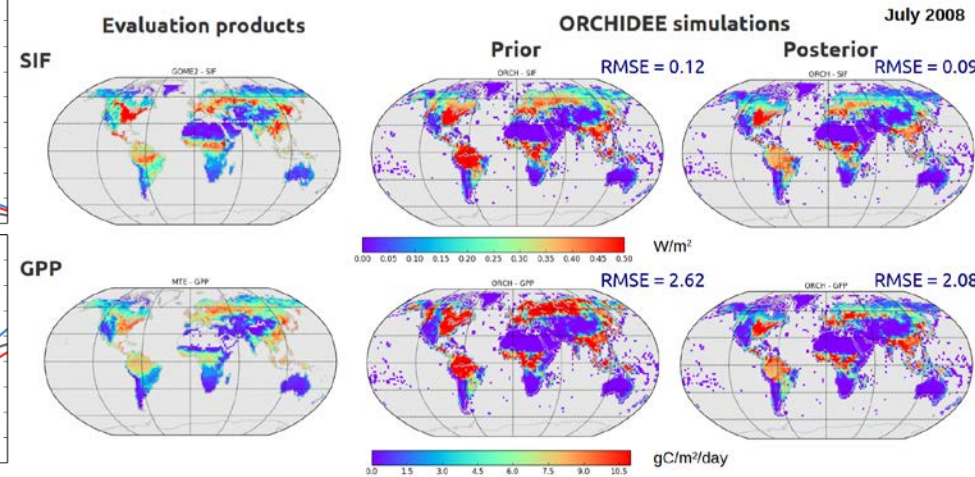 Evaluation products
ORCHIDEE simulations
July 2008
Prior
Posterior
SIF
GOME2 - SIF
ORCH - SIF
RMSE = 0.12
ORCH - SIF
RMSE = 0.09
0.00 0.05 0.10 0.15 0.20 0.25 0.30 0.35 0.40 0.45 0.50
W/m²
GPP
MTE - GPP
ORCH - GPP
RMSE = 2.62
ORCH - GPP
RMSE = 2.08
0.0 1.5 3.0 4.5 6.0 7.5 9.0 10.5
gC/m²/day